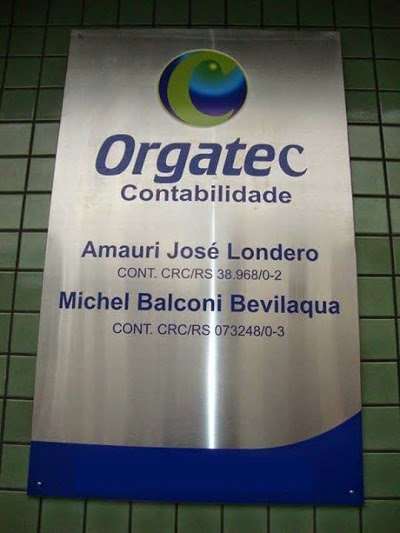 Orgatec
Contabilidade
Amauri José Londero
CONT. CRC/RS 38.968/0-2
Michel Balconi Bevilaqua
CONT. CRC/RS 073248/0-3